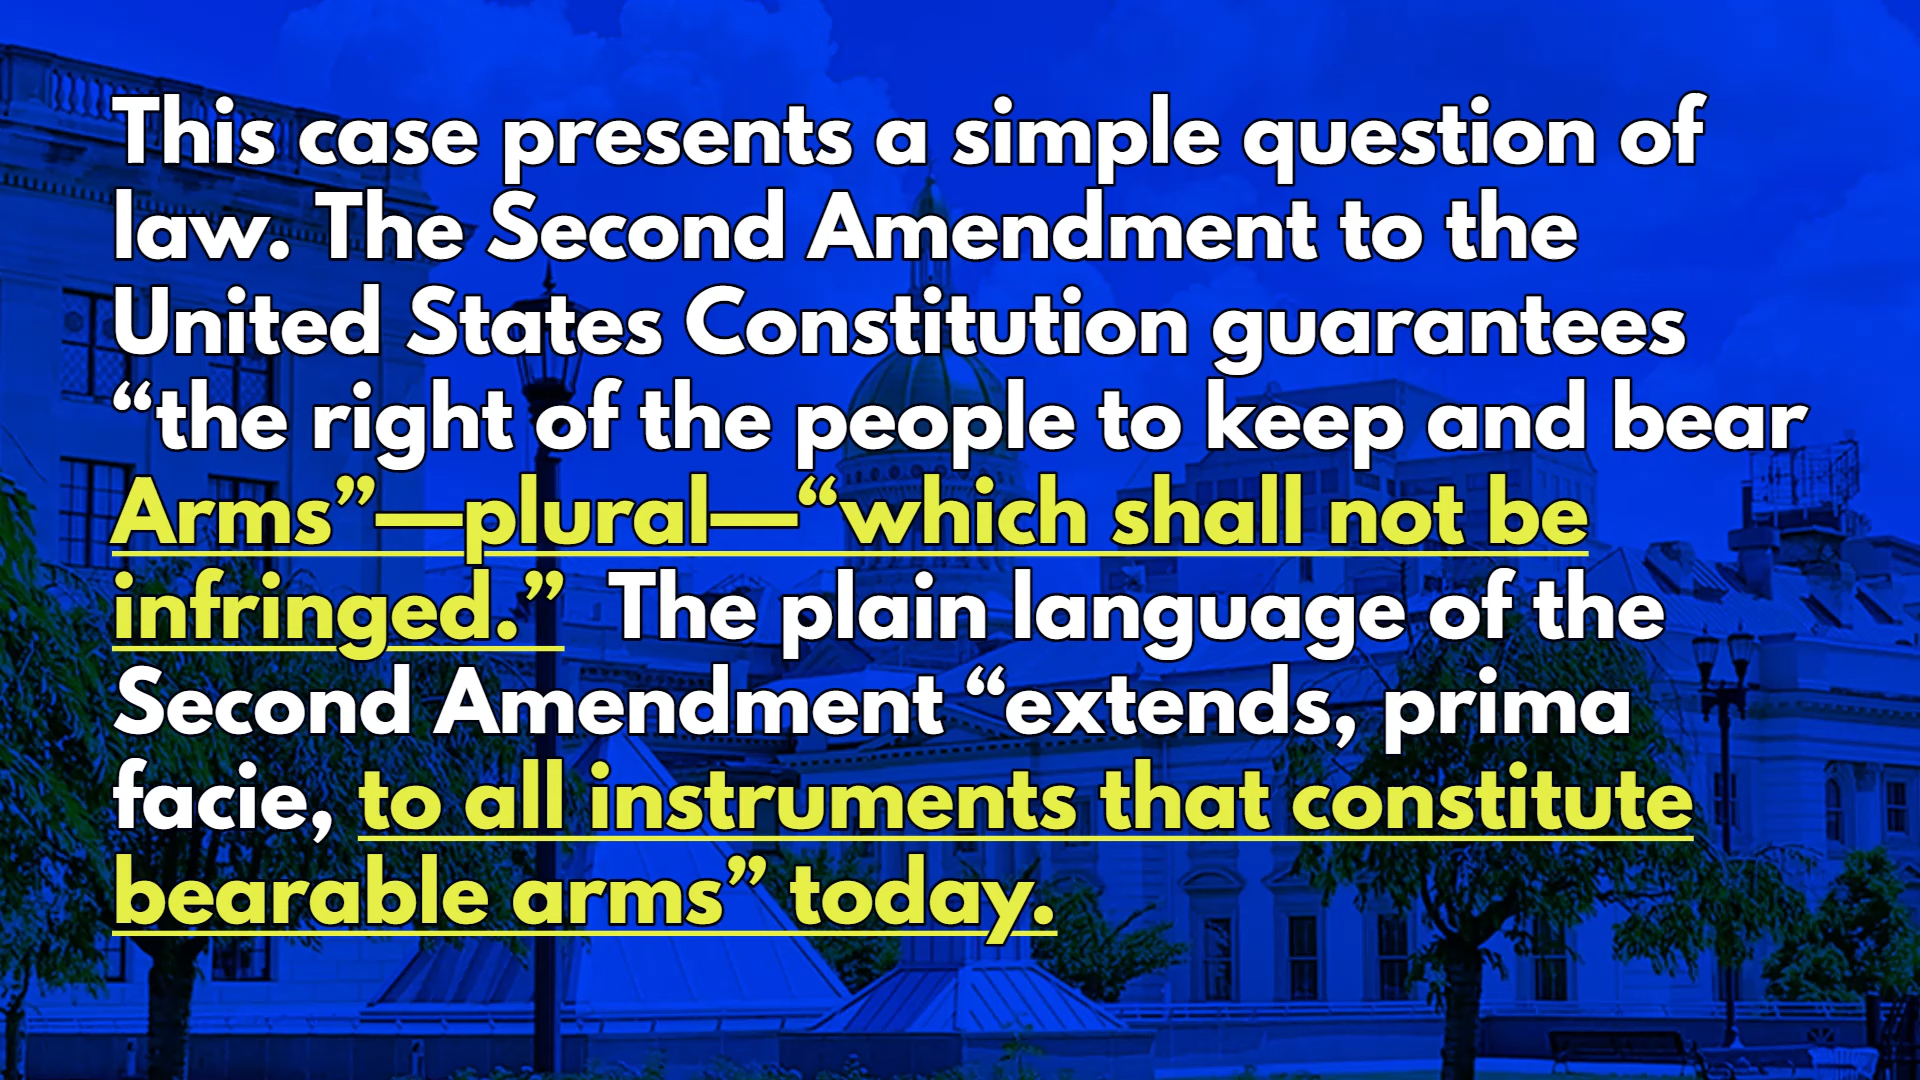 This case presents a simple question of
law. The Second Amendment to the
United States Constitution guarantees
“the right of the people to keep and bear
Arms”—plural—“which shall not be
infringed.” The plain language of the
Second Amendment “extends, prima
facie, to all instruments that constitute
bearable arms” today.